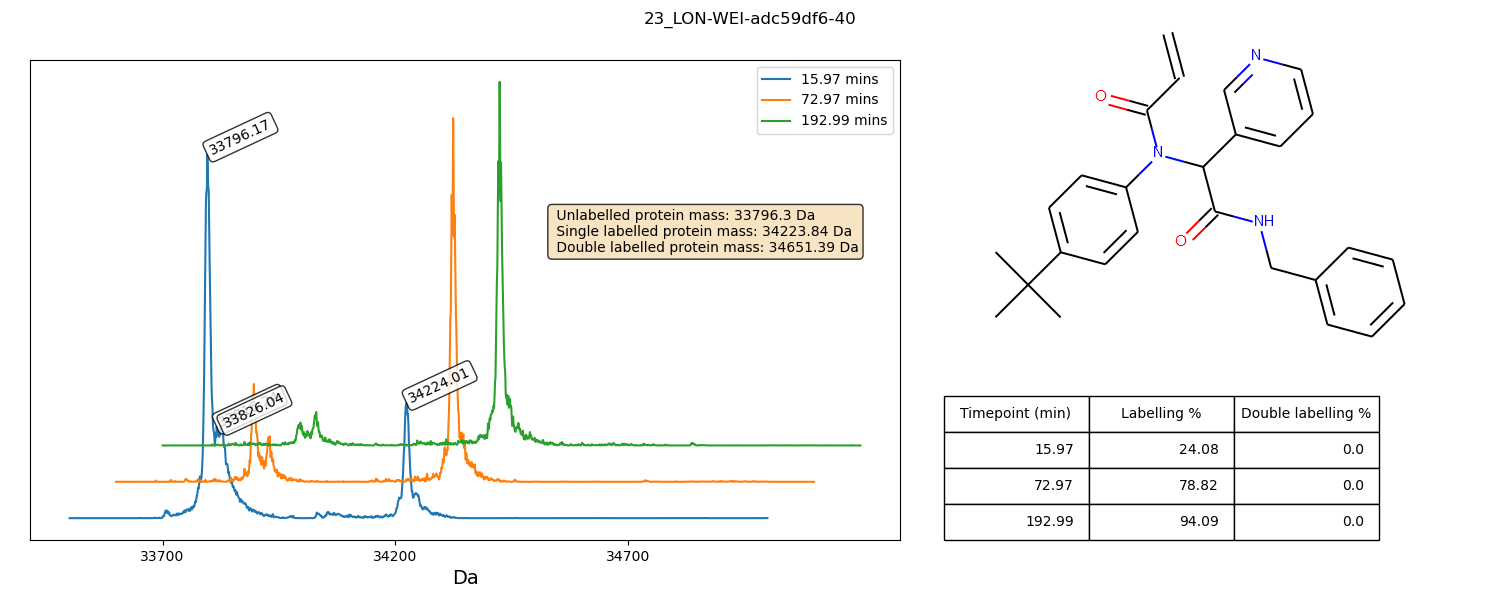 23_LON-WEI-adc59df6-40
15.97 mins
72.97 mins
192.99 mins
33796.17
33826.04
34224.01
Unlabelled protein mass: 33796.3 Da
Single labelled protein mass: 34223.84 Da
Double labelled protein mass: 34651.39 Da
33700 34200 34700
Da
N
O
N
NH
O
Timepoint (min) Labelling % Double labelling %
15.97 24.08 0.0
72.97 78.82 0.0
192.99 94.09 0.0